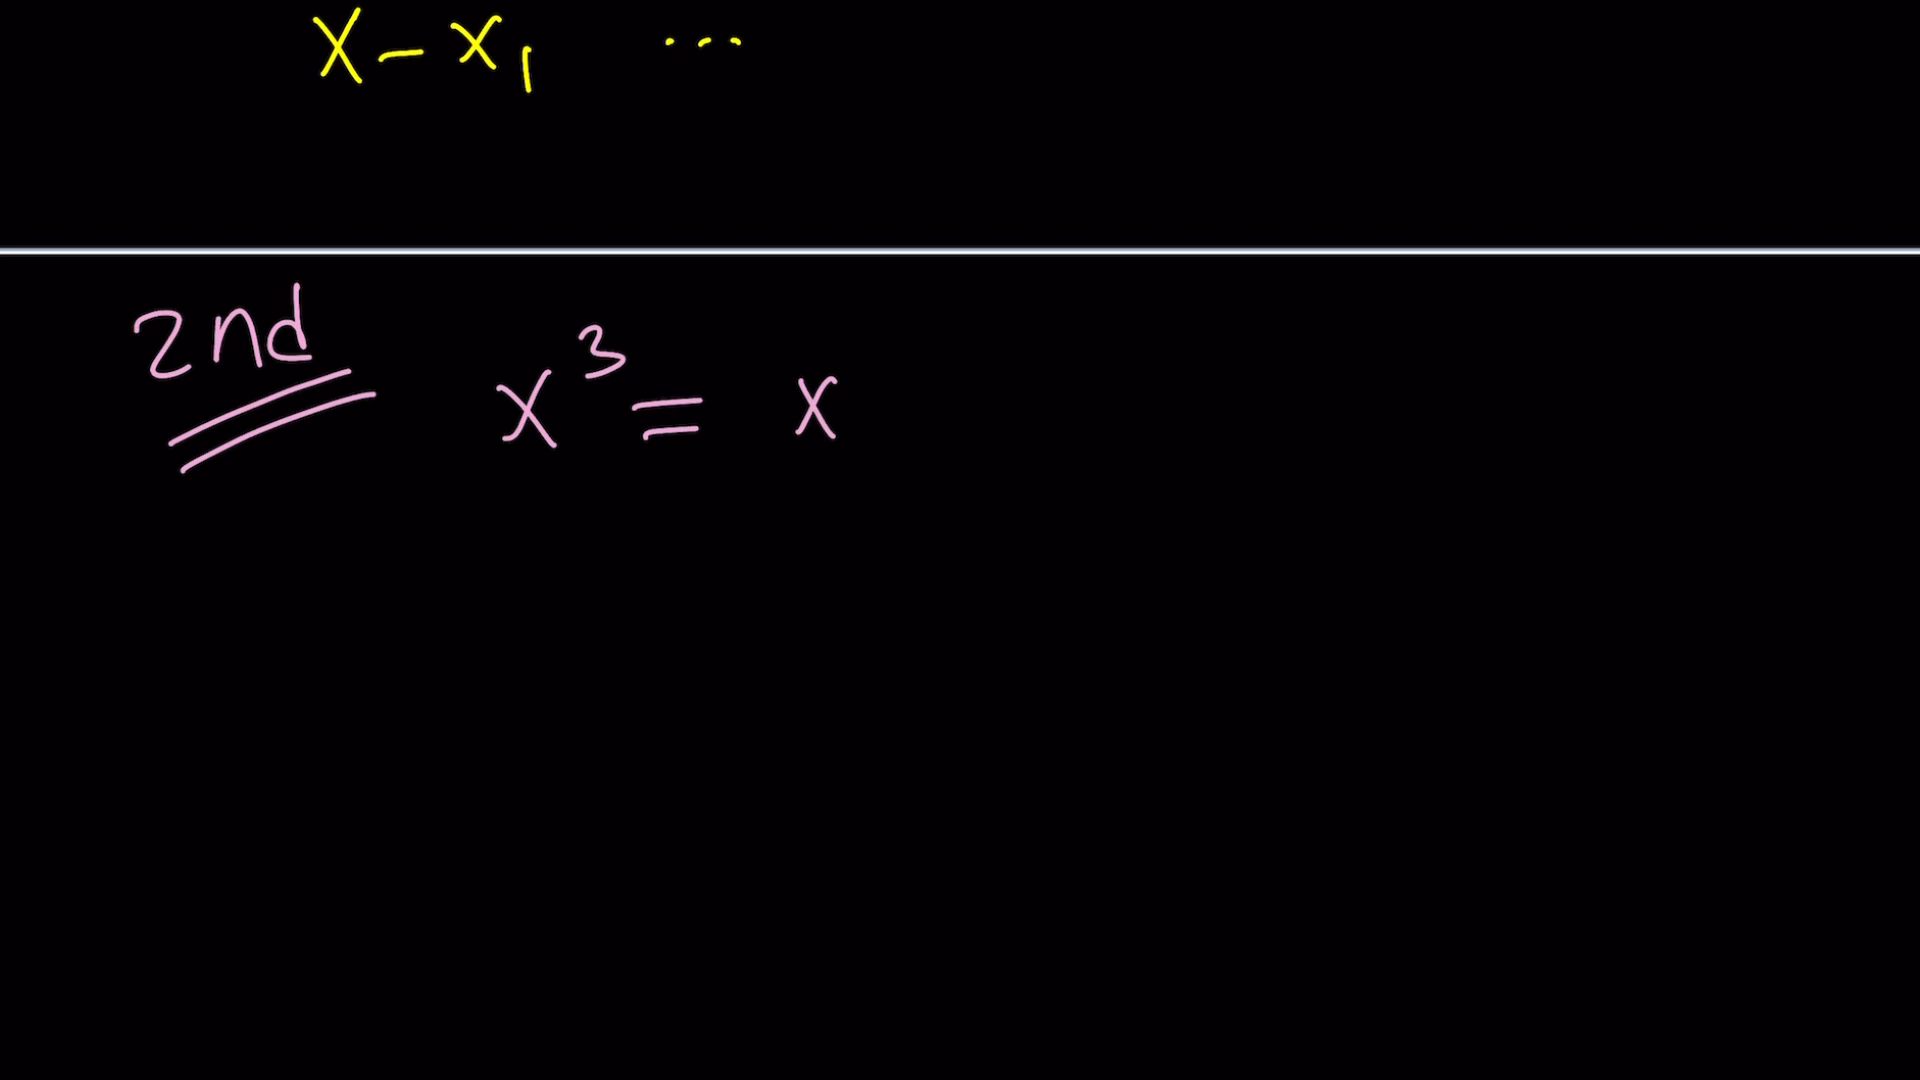 X - x₁ ...
2nd x³ = x